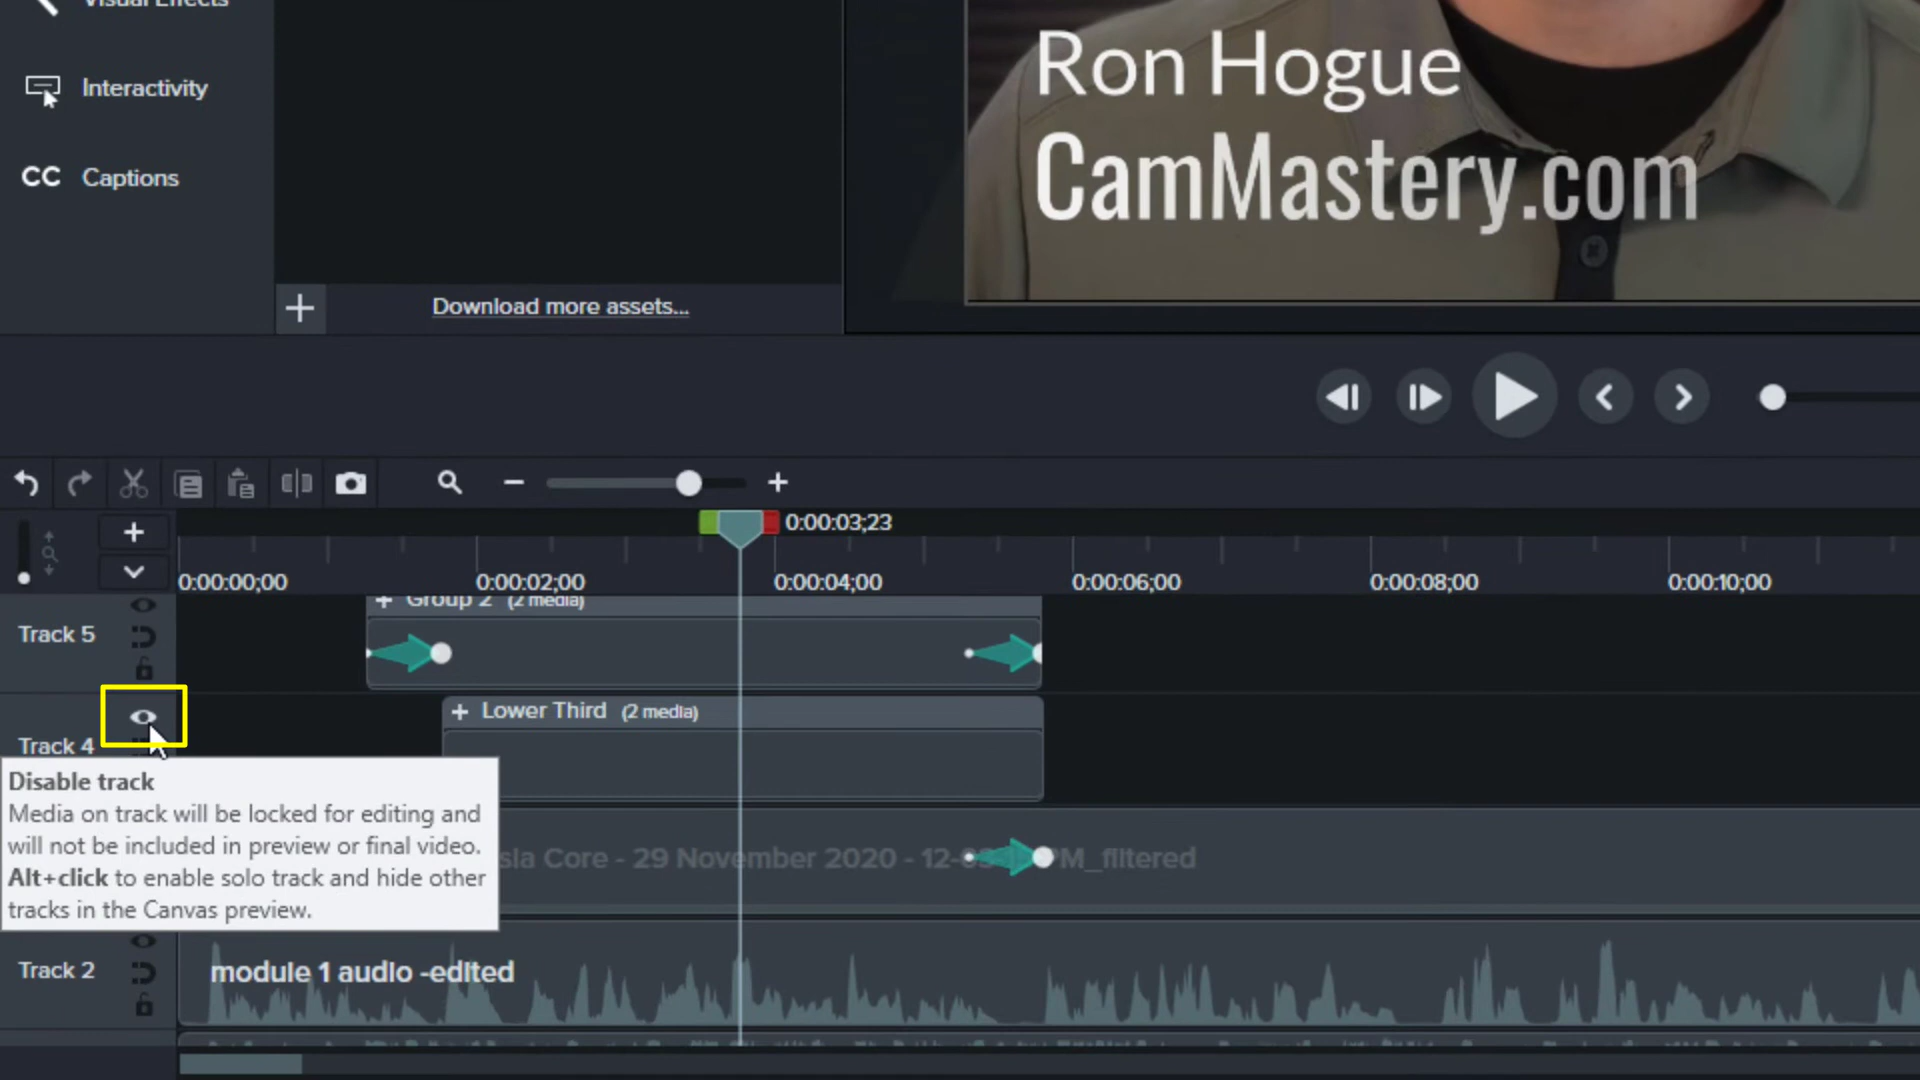 Visual Effects
Interactivity
CC Captions
Download more assets...
Ron Hogue
CamMastery.com
0:00:03;23
0:00:00;00 0:00:02;00 0:00:04;00 0:00:06;00 0:00:08;00 0:00:10;00
Track 5
+ Group 2 (2 media)
Track 4
+ Lower Third (2 media)
Disable track
Media on track will be locked for editing and
will not be included in preview or final video.
Alt+click to enable solo track and hide other
tracks in the Canvas preview.
Core - 29 November 2020 - PM_filtered
Track 2
module 1 audio -edited